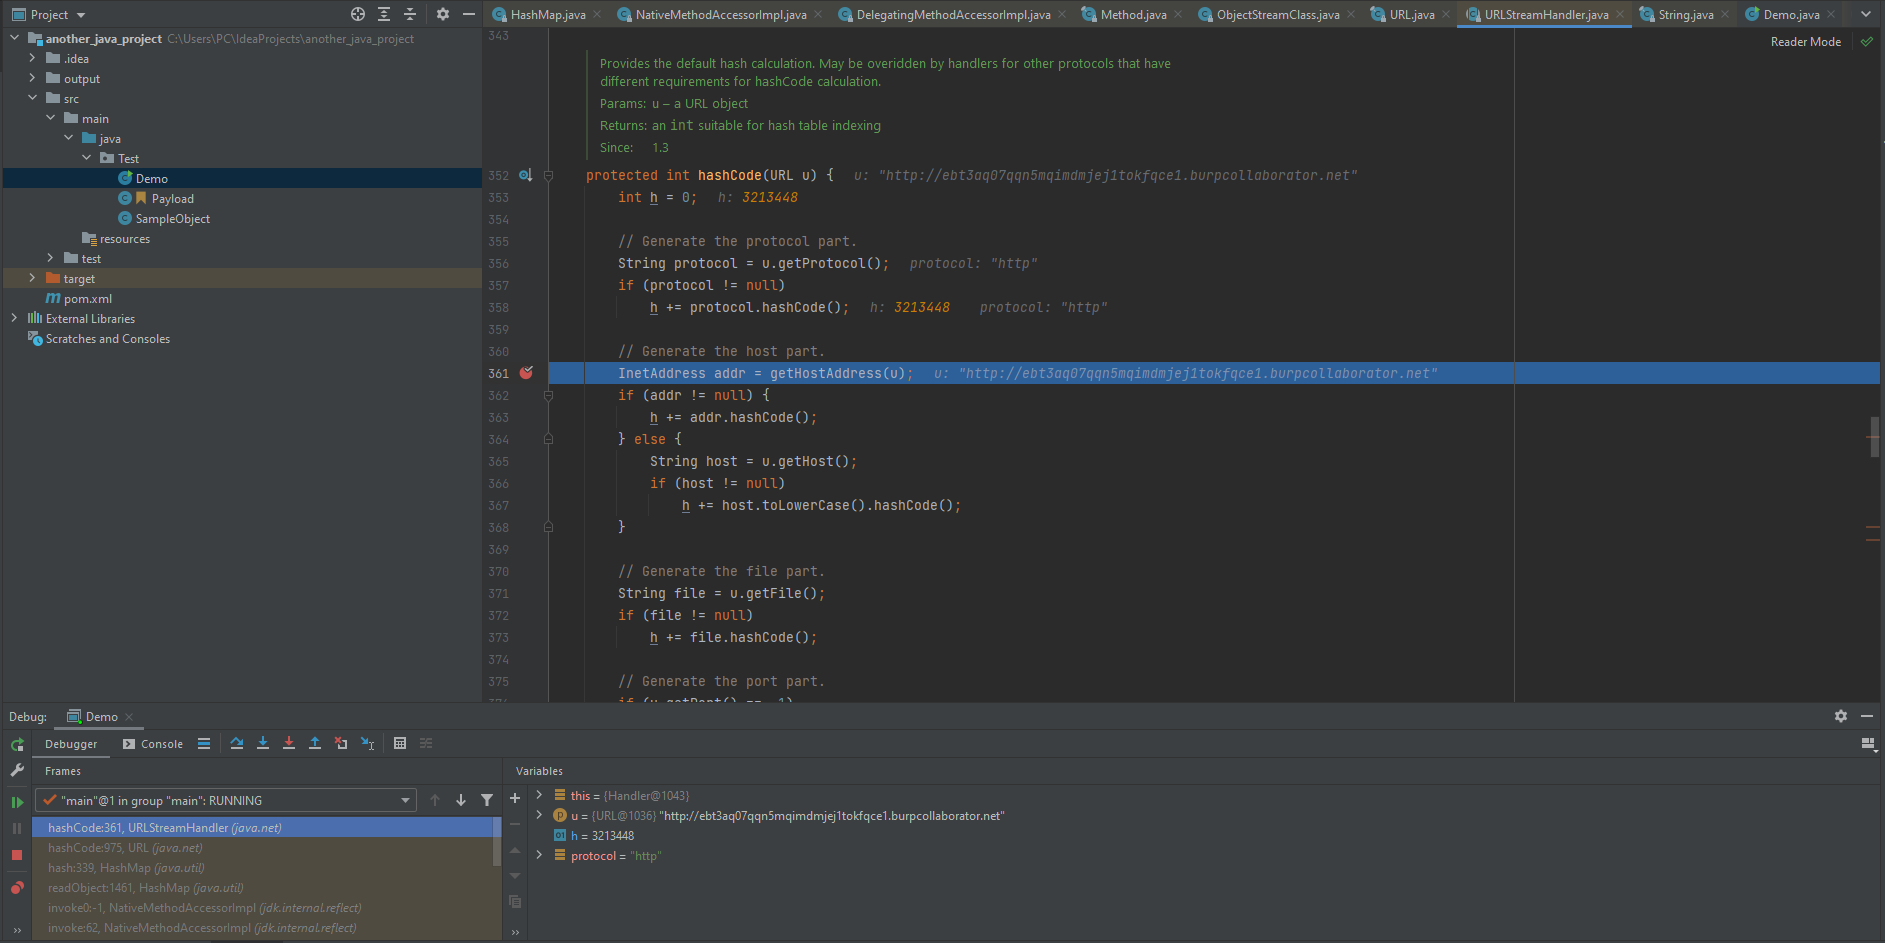 Project
HashMap.java
NativeMethodAccessorImpl.java
DelegatingMethodAccessorImpl.java
Method.java
ObjectStreamClass.java
URL.java
URLStreamHandler.java
String.java
Demo.java
another_java_project C:\Users\PC\IdeaProjects\another_java_project
.idea
output
src
main
java
Test
Demo
Payload
SampleObject
resources
test
target
pom.xml
External Libraries
Scratches and Consoles
Reader Mode
343
Provides the default hash calculation. May be overidden by handlers for other protocols that have
different requirements for hashCode calculation.
Params: u – a URL object
Returns: an int suitable for hash table indexing
Since: 1.3
352 protected int hashCode(URL u) { u: "http://ebt3aq07qqn5mqimdmjej1tokfqce1.burpcollaborator.net"
353 int h = 0; h: 3213448
354
355 // Generate the protocol part.
356 String protocol = u.getProtocol(); protocol: "http"
357 if (protocol != null)
358 h += protocol.hashCode(); h: 3213448 protocol: "http"
359
360 // Generate the host part.
361 InetAddress addr = getHostAddress(u); u: "http://ebt3aq07qqn5mqimdmjej1tokfqce1.burpcollaborator.net"
362 if (addr != null) {
363 h += addr.hashCode();
364 } else {
365 String host = u.getHost();
366 if (host != null)
367 h += host.toLowerCase().hashCode();
368 }
369
370 // Generate the file part.
371 String file = u.getFile();
372 if (file != null)
373 h += file.hashCode();
374
375 // Generate the port part.
Debug: Demo
Debugger Console
Frames
"main"@1 in group "main": RUNNING
hashCode:361, URLStreamHandler (java.net)
hashCode:975, URL (java.net)
hash:339, HashMap (java.util)
readObject:1461, HashMap (java.util)
invoke0:-1, NativeMethodAccessorImpl (jdk.internal.reflect)
invoke:62, NativeMethodAccessorImpl (jdk.internal.reflect)
Variables
this = {Handler@1043}
u = {URL@1036} "http://ebt3aq07qqn5mqimdmjej1tokfqce1.burpcollaborator.net"
h = 3213448
protocol = "http"